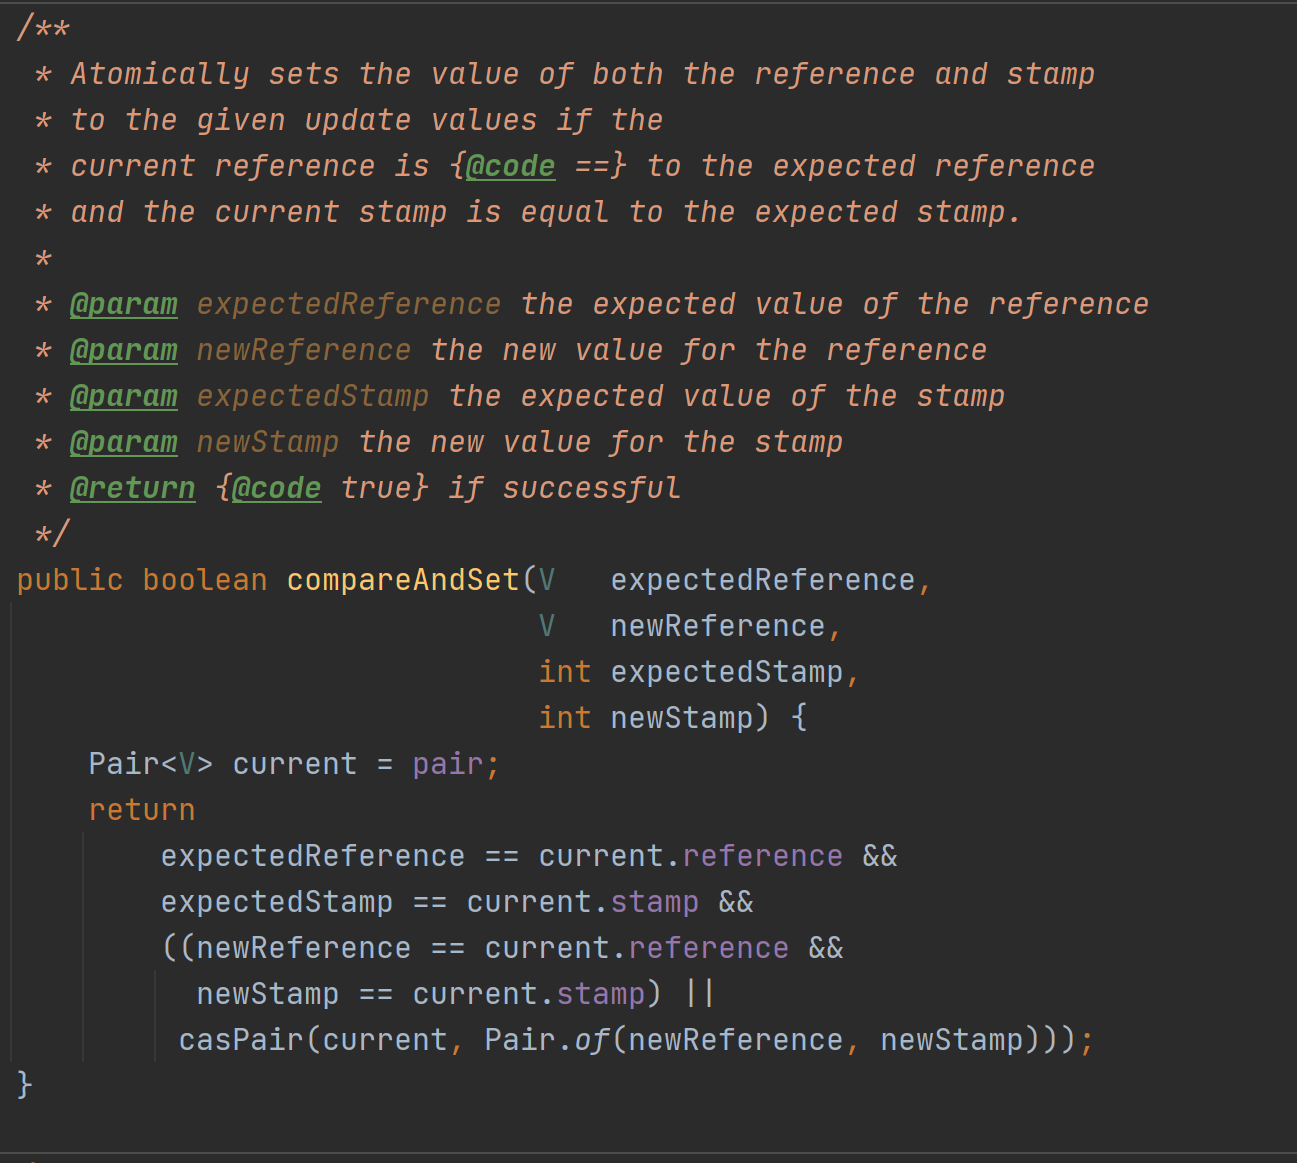 /**
 * Atomically sets the value of both the reference and stamp
 * to the given update values if the
 * current reference is {@code ==} to the expected reference
 * and the current stamp is equal to the expected stamp.
 *
 * @param expectedReference the expected value of the reference
 * @param newReference the new value for the reference
 * @param expectedStamp the expected value of the stamp
 * @param newStamp the new value for the stamp
 * @return {@code true} if successful
 */
public boolean compareAndSet(V   expectedReference,
                             V   newReference,
                             int expectedStamp,
                             int newStamp) {
    Pair<V> current = pair;
    return
        expectedReference == current.reference &&
        expectedStamp == current.stamp &&
        ((newReference == current.reference &&
          newStamp == current.stamp) ||
         casPair(current, Pair.of(newReference, newStamp)));
}